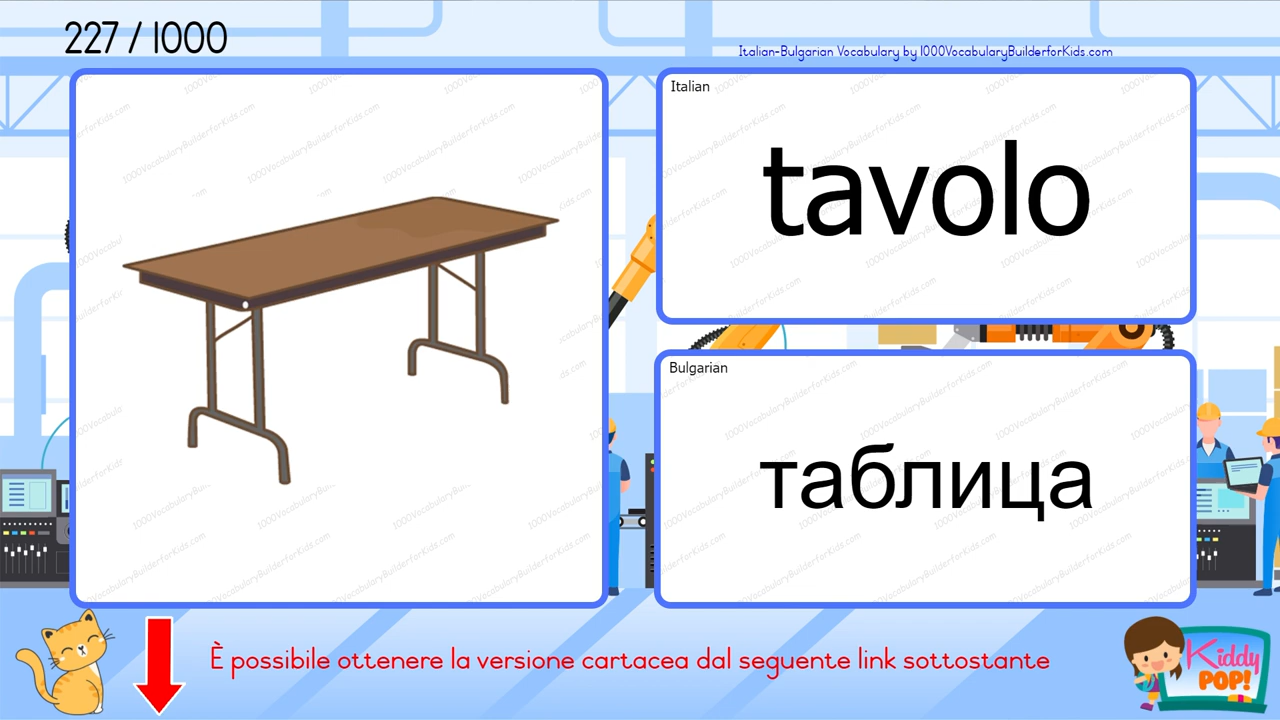 227 / 1000
Italian-Bulgarian Vocabulary by 1000VocabularyBuilderforKids.com
Italian
tavolo
Bulgarian
таблица
È possibile ottenere la versione cartacea dal seguente link sottostante
Kiddy
POP!